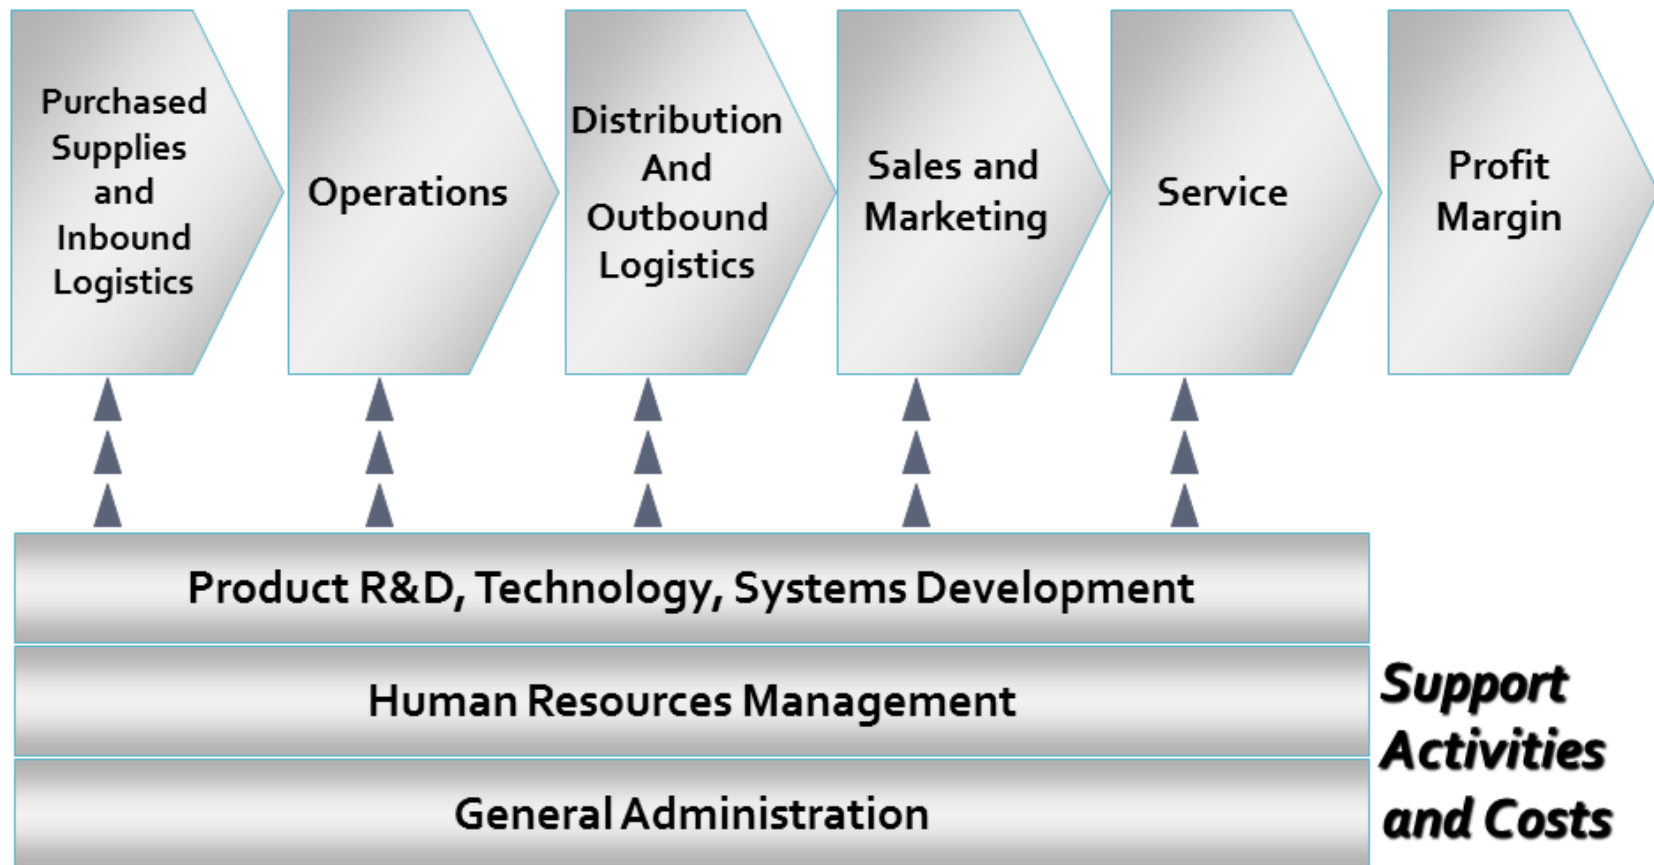 Purchased
Supplies
and
Inbound
Logistics
Operations
Distribution
And
Outbound
Logistics
Sales and
Marketing
Service
Profit
Margin
Product R&D, Technology, Systems Development
Human Resources Management
General Administration
Support
Activities
and Costs